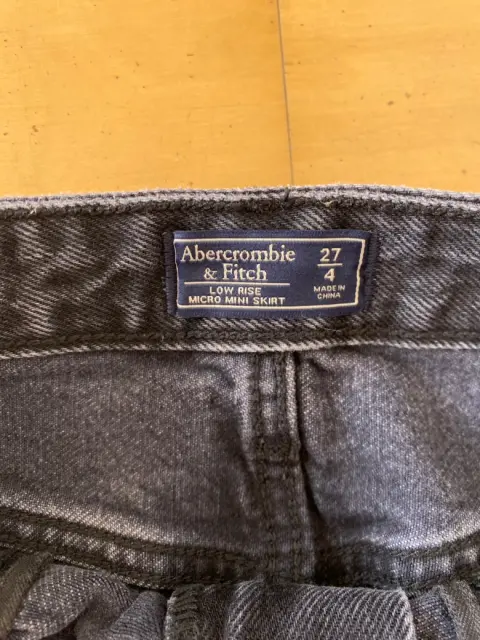 Abercrombie
& Fitch
LOW RISE
MICRO MINI SKIRT
27
4
MADE IN
CHINA